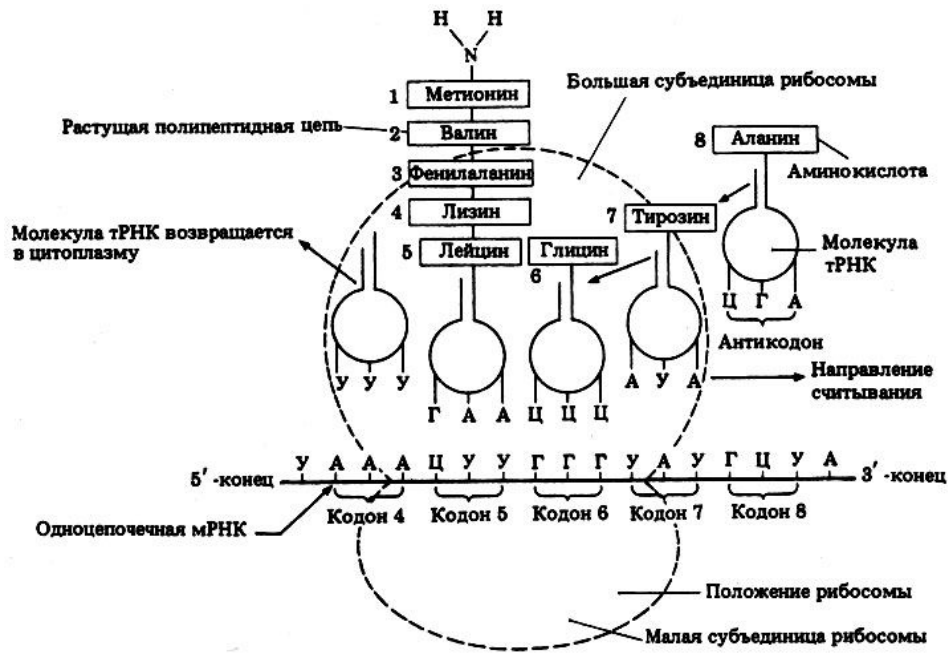 H H
N
1 Метионин
Большая субъединица рибосомы
Растущая полипептидная цепь
2 Валин
8 Аланин
3 Фенилаланин
Аминокислота
4 Лизин
7 Тирозин
Молекула тРНК возвращается
в цитоплазму
5 Лейцин
Глицин
6
Молекула
тРНК
Ц Г А
Антикодон
У У У
А У А
Направление
считывания
Г А А
Ц Ц Ц
5′ -конец
У А А А Ц У У Г Г Г У А У Г Ц У А
3′ -конец
Кодон 4 Кодон 5 Кодон 6 Кодон 7 Кодон 8
Одноцепочечная мРНК
Положение рибосомы
Малая субъединица рибосомы